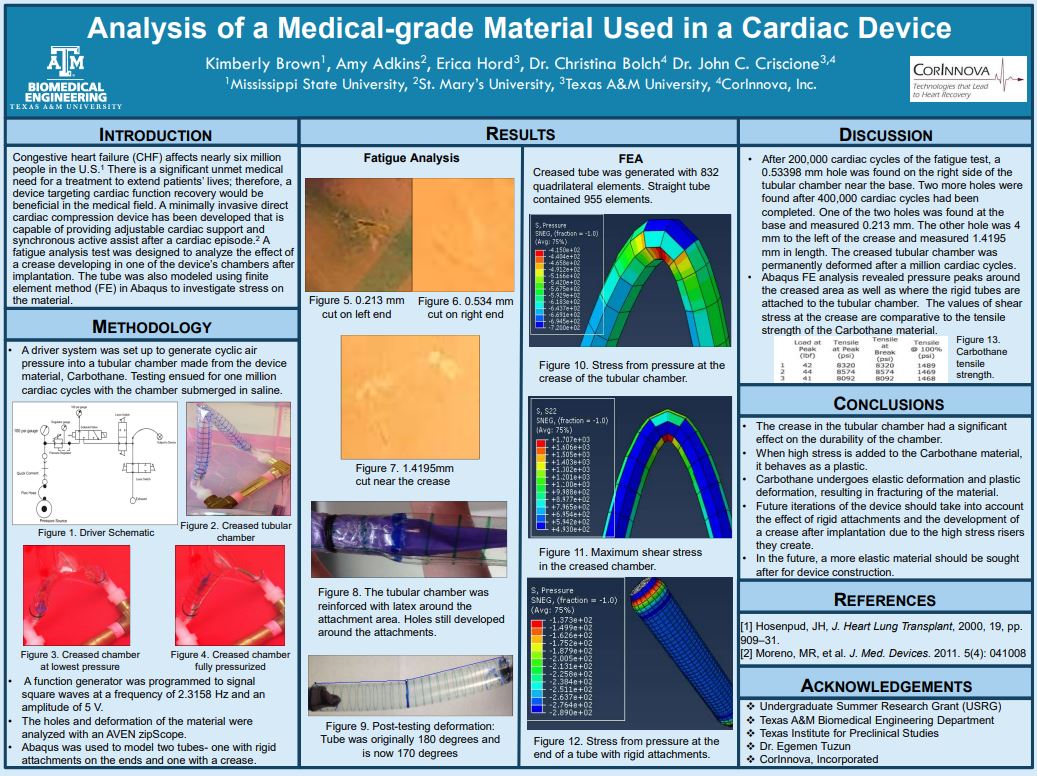 Analysis of a Medical-grade Material Used in a Cardiac Device
Kimberly Brown1, Amy Adkins2, Erica Hord3, Dr. Christina Bolch4 Dr. John C. Criscione3,4
1Mississippi State University, 2St. Mary's University, 3Texas A&M University, 4CorInnova, Inc.
A T M
BIOMEDICAL
ENGINEERING
TEXAS A&M UNIVERSITY
CORINNOVA
Technologies that Lead
to Heart Recovery
INTRODUCTION
Congestive heart failure (CHF) affects nearly six million
people in the U.S.1 There is a significant unmet medical
need for a treatment to extend patients' lives; therefore, a
device targeting cardiac function recovery would be
beneficial in the medical field. A minimally invasive direct
cardiac compression device has been developed that is
capable of providing adjustable cardiac support and
synchronous active assist after a cardiac episode.2 A
fatigue analysis test was designed to analyze the effect of
a crease developing in one of the device's chambers after
implantation. The tube was also modeled using finite
element method (FE) in Abaqus to investigate stress on
the material.
METHODOLOGY
• A driver system was set up to generate cyclic air
pressure into a tubular chamber made from the device
material, Carbothane. Testing ensued for one million
cardiac cycles with the chamber submerged in saline.
100 psi gauge
Quick Connect
Flex Hose
Pressure Source
Exhaust
Figure 1. Driver Schematic
Figure 2. Creased tubular
chamber
Figure 3. Creased chamber
at lowest pressure
Figure 4. Creased chamber
fully pressurized
• A function generator was programmed to signal
square waves at a frequency of 2.3158 Hz and an
amplitude of 5 V.
• The holes and deformation of the material were
analyzed with an AVEN zipScope.
• Abaqus was used to model two tubes- one with rigid
attachments on the ends and one with a crease.
RESULTS
Fatigue Analysis
Figure 5. 0.213 mm
cut on left end
Figure 6. 0.534 mm
cut on right end
Figure 7. 1.4195mm
cut near the crease
Figure 8. The tubular chamber was
reinforced with latex around the
attachment area. Holes still developed
around the attachments.
Figure 9. Post-testing deformation:
Tube was originally 180 degrees and
is now 170 degrees
FEA
Creased tube was generated with 832
quadrilateral elements. Straight tube
contained 955 elements.
S, Pressure
SNEG, (fraction = -1.0)
(Avg: 75%)
-4.150e+02
-4.404e+02
-4.658e+02
-4.912e+02
-5.166e+02
-5.420e+02
-5.675e+02
-5.929e+02
-6.183e+02
-6.437e+02
-6.691e+02
-6.945e+02
-7.200e+02
Figure 10. Stress from pressure at the
crease of the tubular chamber.
S, S22
SNEG, (fraction = -1.0)
(Avg: 75%)
+1.707e+03
+1.606e+03
+1.505e+03
+1.403e+03
+1.302e+03
+1.201e+03
+1.100e+03
+9.988e+02
+8.977e+02
+7.965e+02
+6.954e+02
+5.942e+02
+4.930e+02
Figure 11. Maximum shear stress
in the creased chamber.
S, Pressure
SNEG, (fraction = -1.0)
(Avg: 75%)
-1.373e+02
-1.499e+02
-1.626e+02
-1.752e+02
-1.879e+02
-2.005e+02
-2.131e+02
-2.258e+02
-2.384e+02
-2.511e+02
-2.637e+02
-2.764e+02
-2.890e+02
Figure 12. Stress from pressure at the
end of a tube with rigid attachments.
DISCUSSION
• After 200,000 cardiac cycles of the fatigue test, a
0.53398 mm hole was found on the right side of the
tubular chamber near the base. Two more holes were
found after 400,000 cardiac cycles had been
completed. One of the two holes was found at the
base and measured 0.213 mm. The other hole was 4
mm to the left of the crease and measured 1.4195
mm in length. The creased tubular chamber was
permanently deformed after a million cardiac cycles.
• Abaqus FE analysis revealed pressure peaks around
the creased area as well as where the rigid tubes are
attached to the tubular chamber. The values of shear
stress at the crease are comparative to the tensile
strength of the Carbothane material.
Load at Peak (lbf) Tensile at Peak (psi) Tensile at Break (psi) Tensile @ 100% (psi)
1 42 8320 8320 1489
2 44 8574 8574 1469
3 41 8092 8092 1468
Figure 13.
Carbothane
tensile
strength.
CONCLUSIONS
• The crease in the tubular chamber had a significant
effect on the durability of the chamber.
• When high stress is added to the Carbothane material,
it behaves as a plastic.
• Carbothane undergoes elastic deformation and plastic
deformation, resulting in fracturing of the material.
• Future iterations of the device should take into account
the effect of rigid attachments and the development of
a crease after implantation due to the high stress risers
they create.
• In the future, a more elastic material should be sought
after for device construction.
REFERENCES
[1] Hosenpud, JH, J. Heart Lung Transplant, 2000, 19, pp.
909–31.
[2] Moreno, MR, et al. J. Med. Devices. 2011. 5(4): 041008
ACKNOWLEDGEMENTS
❖ Undergraduate Summer Research Grant (USRG)
❖ Texas A&M Biomedical Engineering Department
❖ Texas Institute for Preclinical Studies
❖ Dr. Egemen Tuzun
❖ CorInnova, Incorporated